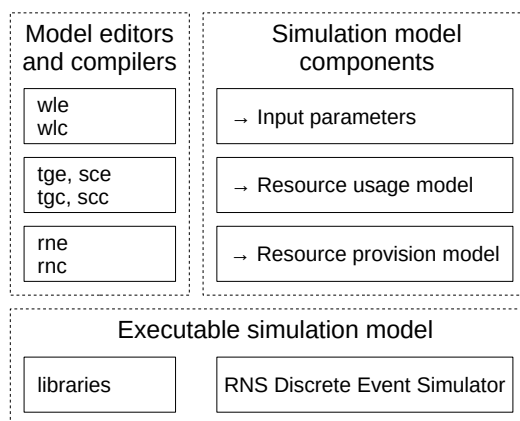 Model editors
and compilers
wle
wlc
tge, sce
tgc, scc
rne
rnc
Simulation model
components
→ Input parameters
→ Resource usage model
→ Resource provision model
Executable simulation model
libraries
RNS Discrete Event Simulator